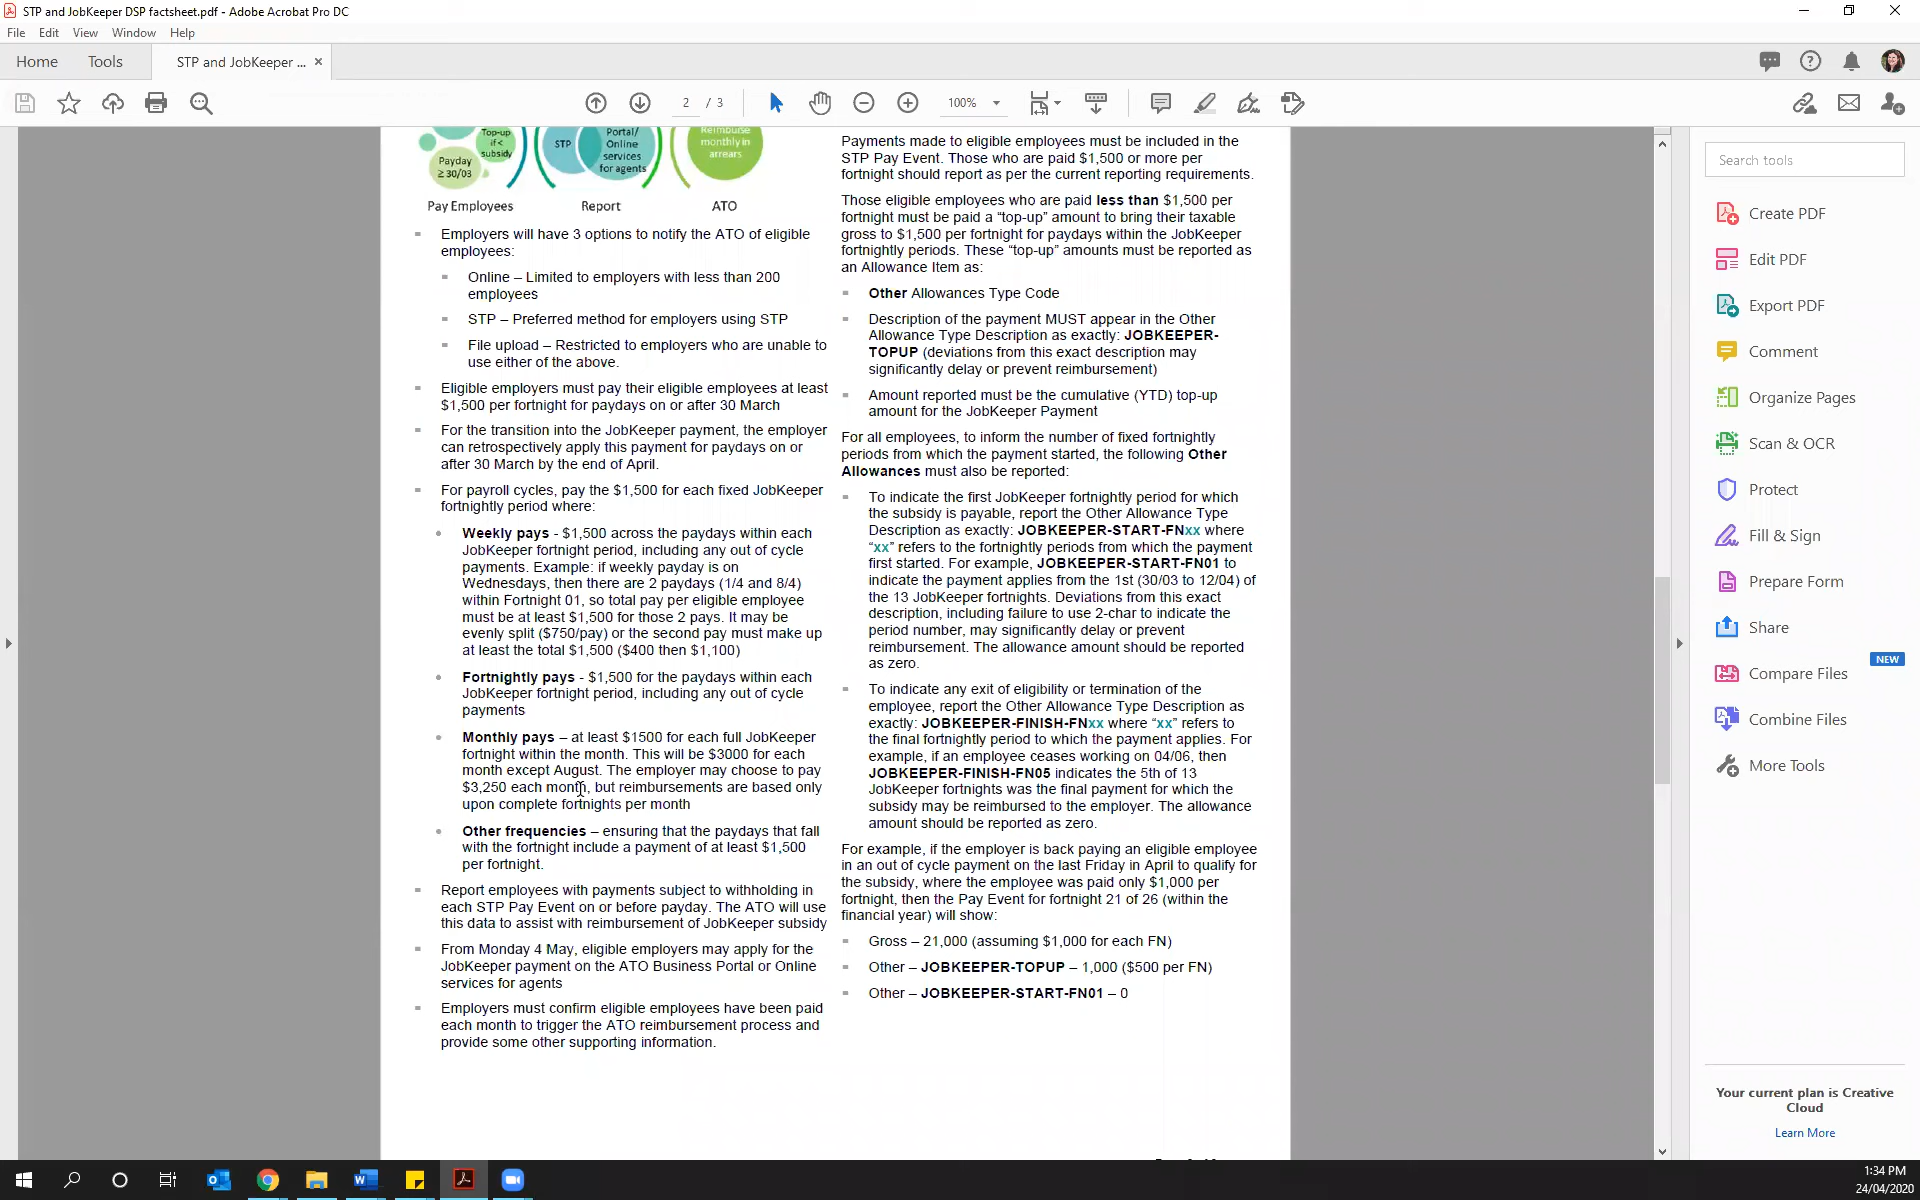 STP and JobKeeper DSP factsheet.pdf - Adobe Acrobat Pro DC
File Edit View Window Help
Home Tools STP and JobKeeper ... ×
2 / 3 100%
Top-up
if <
subsidy
Payday
≥ 30/03
STP
Portal/
Online
services
for agents
Reimburse
monthly in
arrears
Pay Employees Report ATO
Employers will have 3 options to notify the ATO of eligible
employees:
Online – Limited to employers with less than 200
employees
STP – Preferred method for employers using STP
File upload – Restricted to employers who are unable to
use either of the above.
Eligible employers must pay their eligible employees at least
$1,500 per fortnight for paydays on or after 30 March
For the transition into the JobKeeper payment, the employer
can retrospectively apply this payment for paydays on or
after 30 March by the end of April.
For payroll cycles, pay the $1,500 for each fixed JobKeeper
fortnightly period where:
Weekly pays - $1,500 across the paydays within each
JobKeeper fortnight period, including any out of cycle
payments. Example: if weekly payday is on
Wednesdays, then there are 2 paydays (1/4 and 8/4)
within Fortnight 01, so total pay per eligible employee
must be at least $1,500 for those 2 pays. It may be
evenly split ($750/pay) or the second pay must make up
at least the total $1,500 ($400 then $1,100)
Fortnightly pays - $1,500 for the paydays within each
JobKeeper fortnight period, including any out of cycle
payments
Monthly pays – at least $1500 for each full JobKeeper
fortnight within the month. This will be $3000 for each
month except August. The employer may choose to pay
$3,250 each month, but reimbursements are based only
upon complete fortnights per month
Other frequencies – ensuring that the paydays that fall
with the fortnight include a payment of at least $1,500
per fortnight.
Report employees with payments subject to withholding in
each STP Pay Event on or before payday. The ATO will use
this data to assist with reimbursement of JobKeeper subsidy
From Monday 4 May, eligible employers may apply for the
JobKeeper payment on the ATO Business Portal or Online
services for agents
Employers must confirm eligible employees have been paid
each month to trigger the ATO reimbursement process and
provide some other supporting information.
Payments made to eligible employees must be included in the
STP Pay Event. Those who are paid $1,500 or more per
fortnight should report as per the current reporting requirements.
Those eligible employees who are paid less than $1,500 per
fortnight must be paid a “top-up” amount to bring their taxable
gross to $1,500 per fortnight for paydays within the JobKeeper
fortnightly periods. These “top-up” amounts must be reported as
an Allowance Item as:
Other Allowances Type Code
Description of the payment MUST appear in the Other
Allowance Type Description as exactly: JOBKEEPER-
TOPUP (deviations from this exact description may
significantly delay or prevent reimbursement)
Amount reported must be the cumulative (YTD) top-up
amount for the JobKeeper Payment
For all employees, to inform the number of fixed fortnightly
periods from which the payment started, the following Other
Allowances must also be reported:
To indicate the first JobKeeper fortnightly period for which
the subsidy is payable, report the Other Allowance Type
Description as exactly: JOBKEEPER-START-FNxx where
“xx” refers to the fortnightly periods from which the payment
first started. For example, JOBKEEPER-START-FN01 to
indicate the payment applies from the 1st (30/03 to 12/04) of
the 13 JobKeeper fortnights. Deviations from this exact
description, including failure to use 2-char to indicate the
period number, may significantly delay or prevent
reimbursement. The allowance amount should be reported
as zero.
To indicate any exit of eligibility or termination of the
employee, report the Other Allowance Type Description as
exactly: JOBKEEPER-FINISH-FNxx where “xx” refers to
the final fortnightly period to which the payment applies. For
example, if an employee ceases working on 04/06, then
JOBKEEPER-FINISH-FN05 indicates the 5th of 13
JobKeeper fortnights was the final payment for which the
subsidy may be reimbursed to the employer. The allowance
amount should be reported as zero.
For example, if the employer is back paying an eligible employee
in an out of cycle payment on the last Friday in April to qualify for
the subsidy, where the employee was paid only $1,000 per
fortnight, then the Pay Event for fortnight 21 of 26 (within the
financial year) will show:
Gross – 21,000 (assuming $1,000 for each FN)
Other – JOBKEEPER-TOPUP – 1,000 ($500 per FN)
Other – JOBKEEPER-START-FN01 – 0
Search tools
Create PDF
Edit PDF
Export PDF
Comment
Organize Pages
Scan & OCR
Protect
Fill & Sign
Prepare Form
Share
NEW
Compare Files
Combine Files
More Tools
Your current plan is Creative
Cloud
Learn More
1:34 PM
24/04/2020